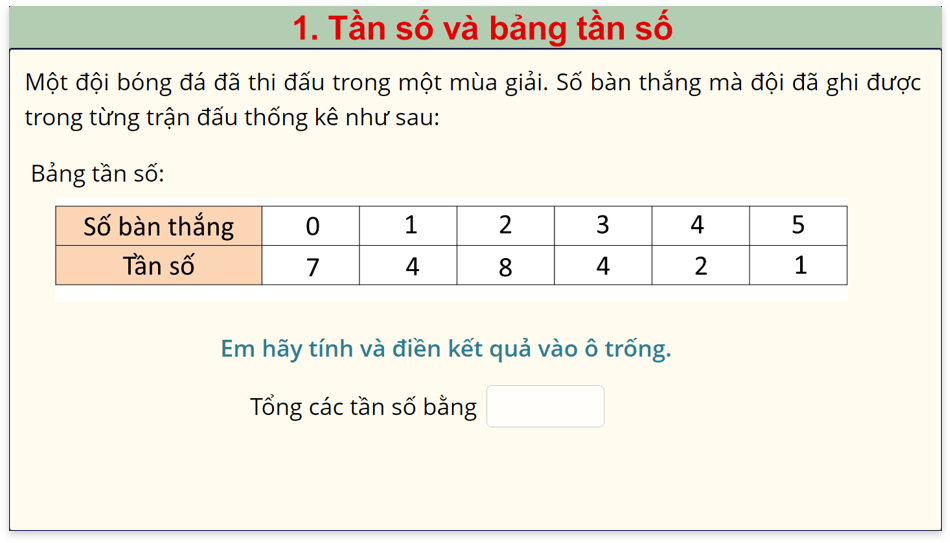 1. Tần số và bảng tần số
Một đội bóng đá đã thi đấu trong một mùa giải. Số bàn thắng mà đội đã ghi được
trong từng trận đấu thống kê như sau:
Bảng tần số:
Số bàn thắng 0 1 2 3 4 5
Tần số 7 4 8 4 2 1
Em hãy tính và điền kết quả vào ô trống.
Tổng các tần số bằng